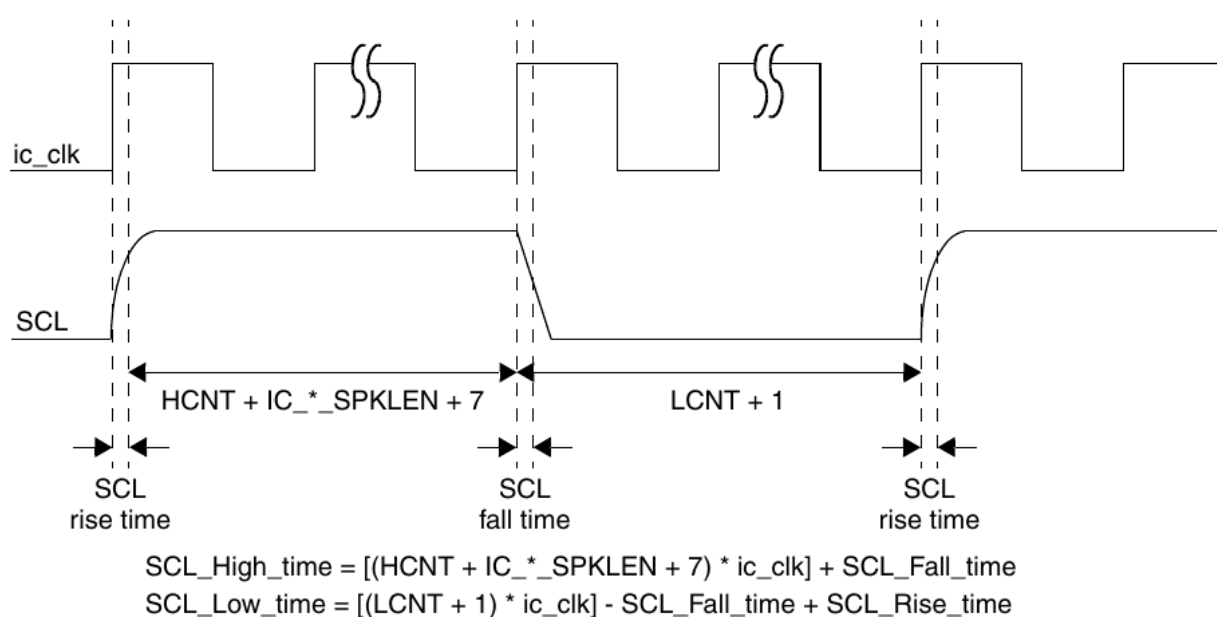 ic_clk
SCL
HCNT + IC_*_SPKLEN + 7
LCNT + 1
SCL
rise time
SCL
fall time
SCL
rise time
SCL_High_time = [(HCNT + IC_*_SPKLEN + 7) * ic_clk] + SCL_Fall_time
SCL_Low_time = [(LCNT + 1) * ic_clk] - SCL_Fall_time + SCL_Rise_time